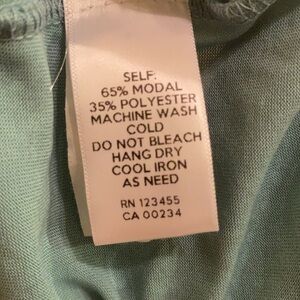 SELF:
65% MODAL
35% POLYESTER
MACHINE WASH
COLD
DO NOT BLEACH
HANG DRY
COOL IRON
AS NEED
RN 123455
CA 00234